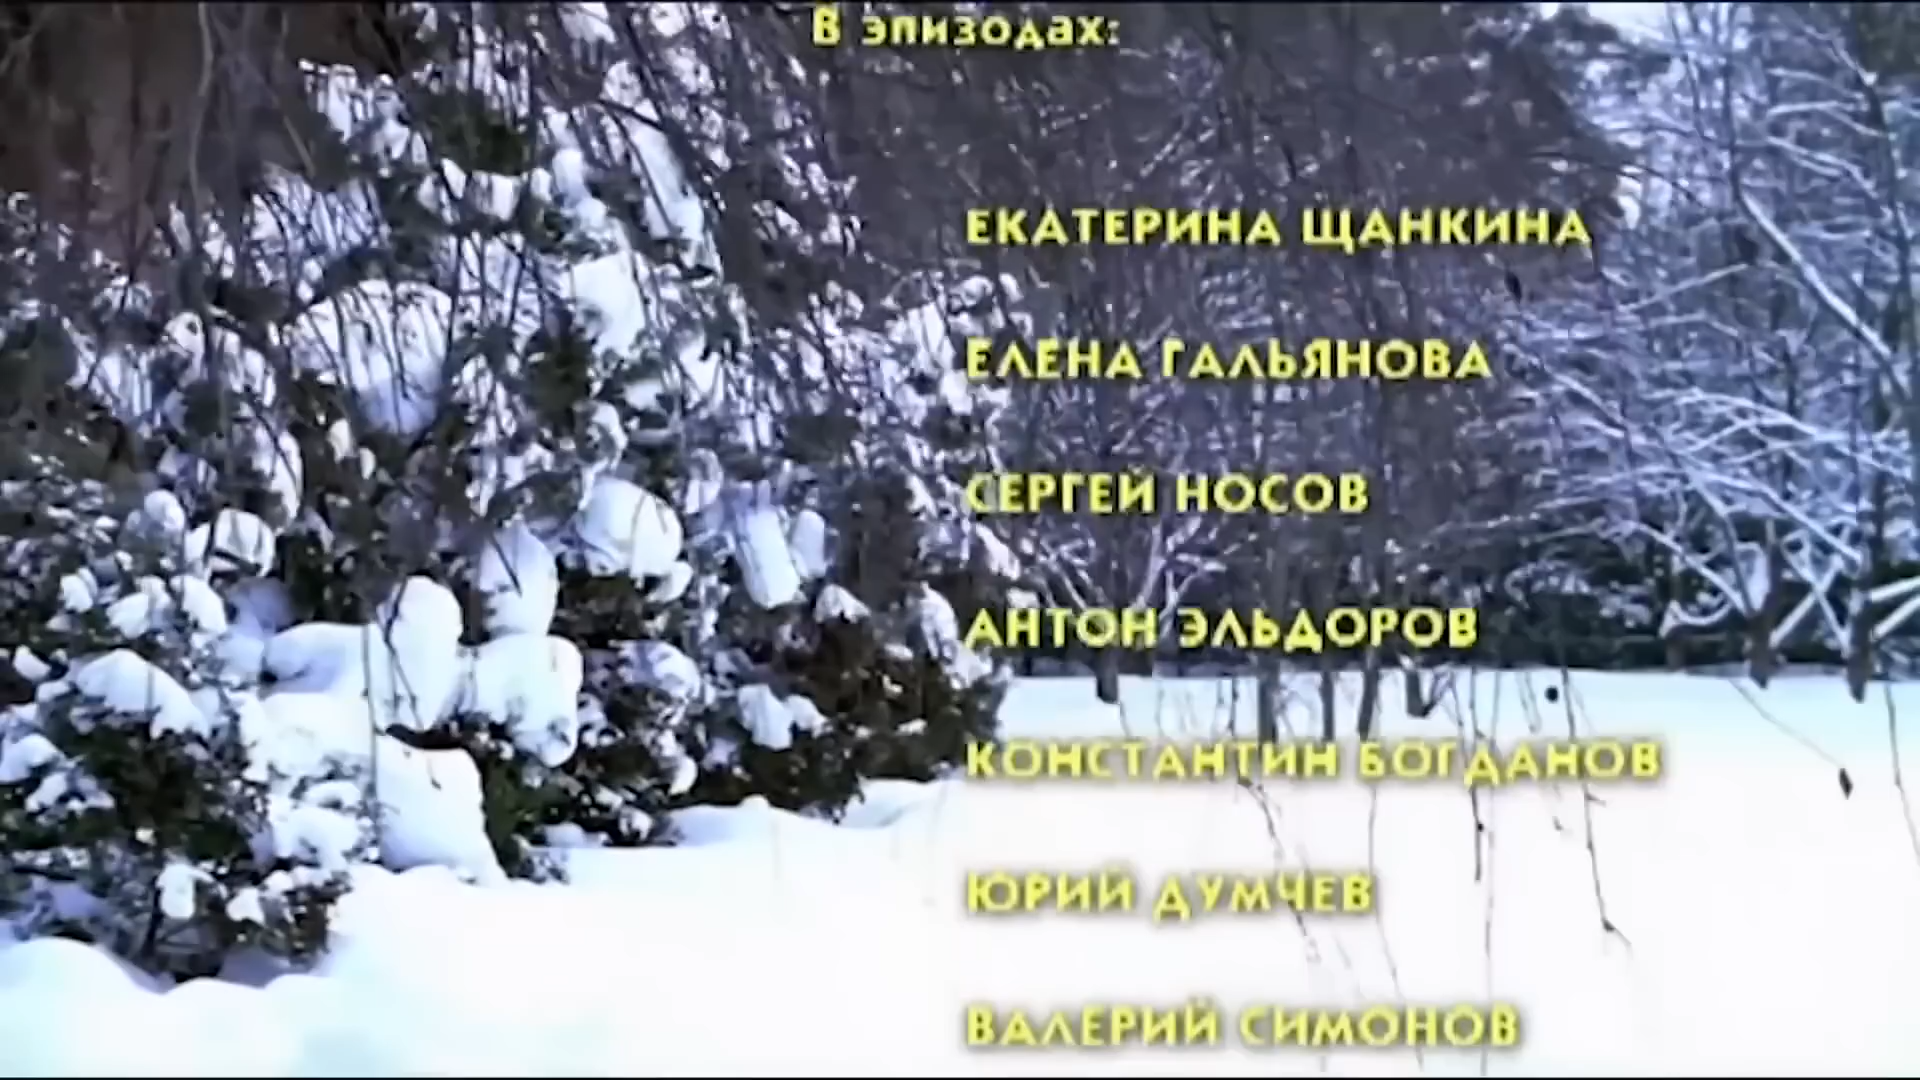 В эпизодах:
ЕКАТЕРИНА ЩАНКИНА
ЕЛЕНА ГАЛЬЯНОВА
СЕРГЕЙ НОСОВ
АНТОН ЭЛЬДОРОВ
КОНСТАНТИН БОГДАНОВ
ЮРИЙ ДУМЧЕВ
ВАЛЕРИЙ СИМОНОВ